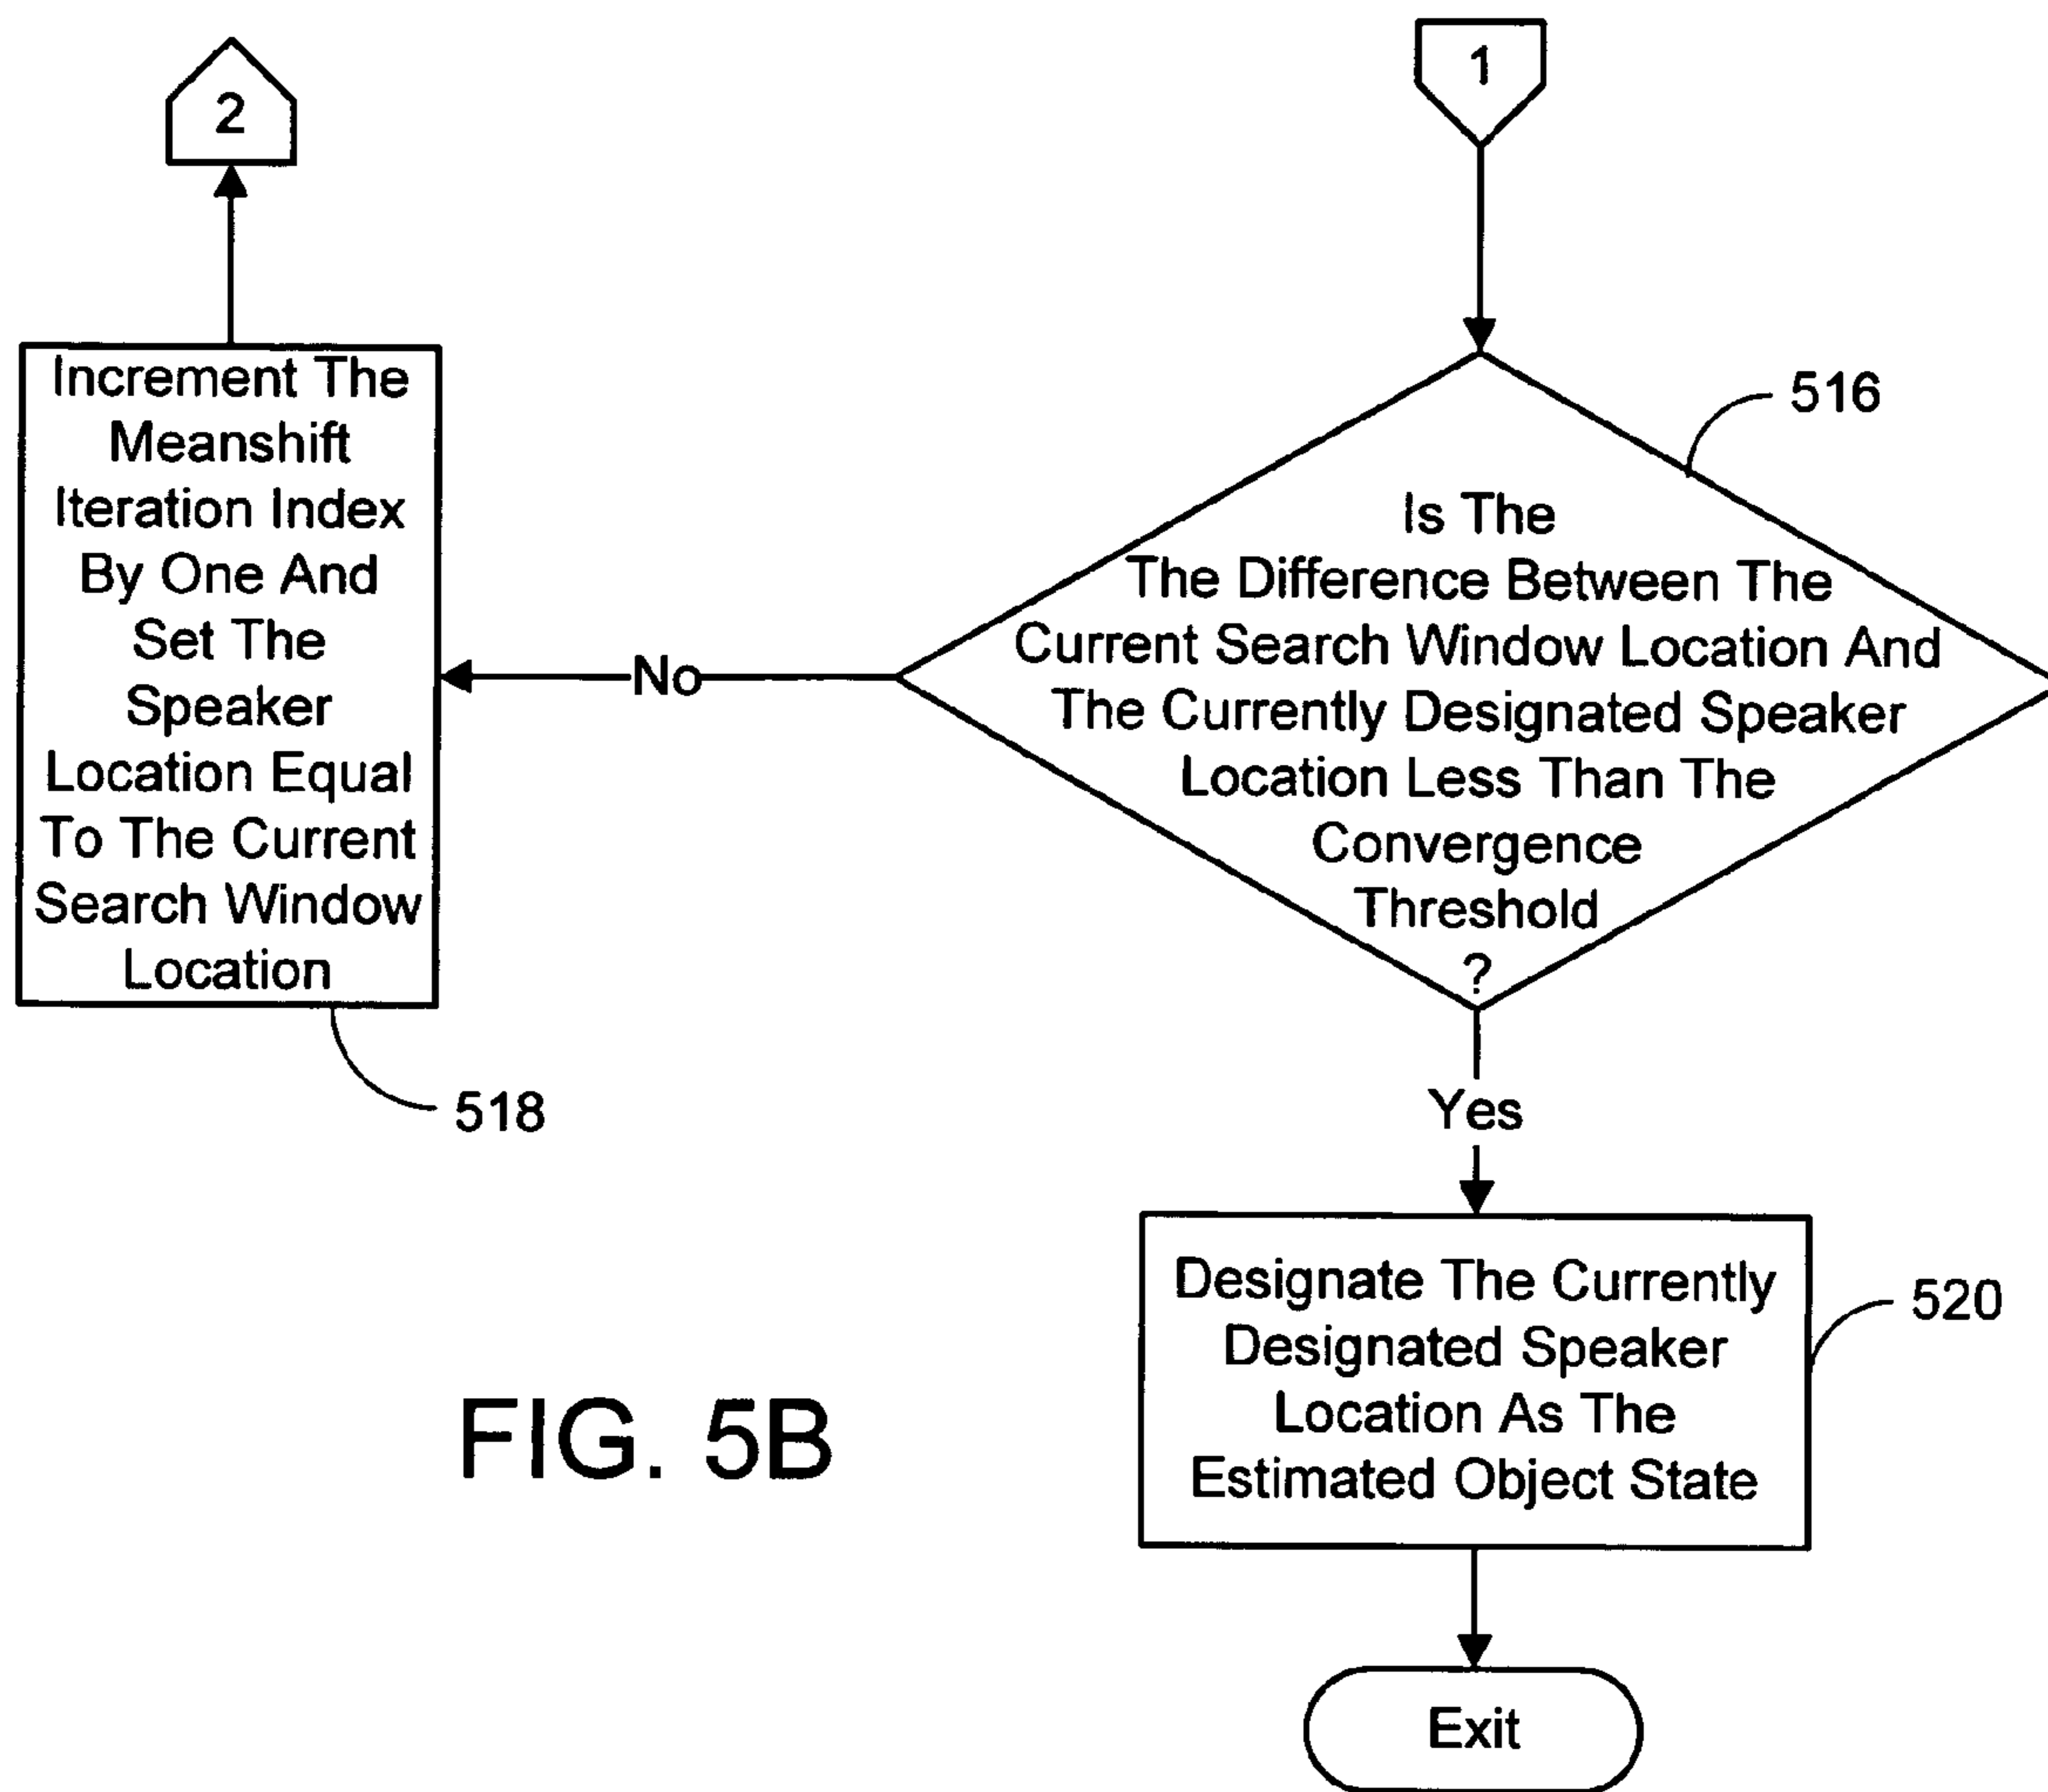 2
1
Increment The
Meanshift
Iteration Index
By One And
Set The
Speaker
Location Equal
To The Current
Search Window
Location
518
No
516
Is The
The Difference Between The
Current Search Window Location And
The Currently Designated Speaker
Location Less Than The
Convergence
Threshold
?
Yes
Designate The Currently
Designated Speaker
Location As The
Estimated Object State
520
Exit
FIG. 5B